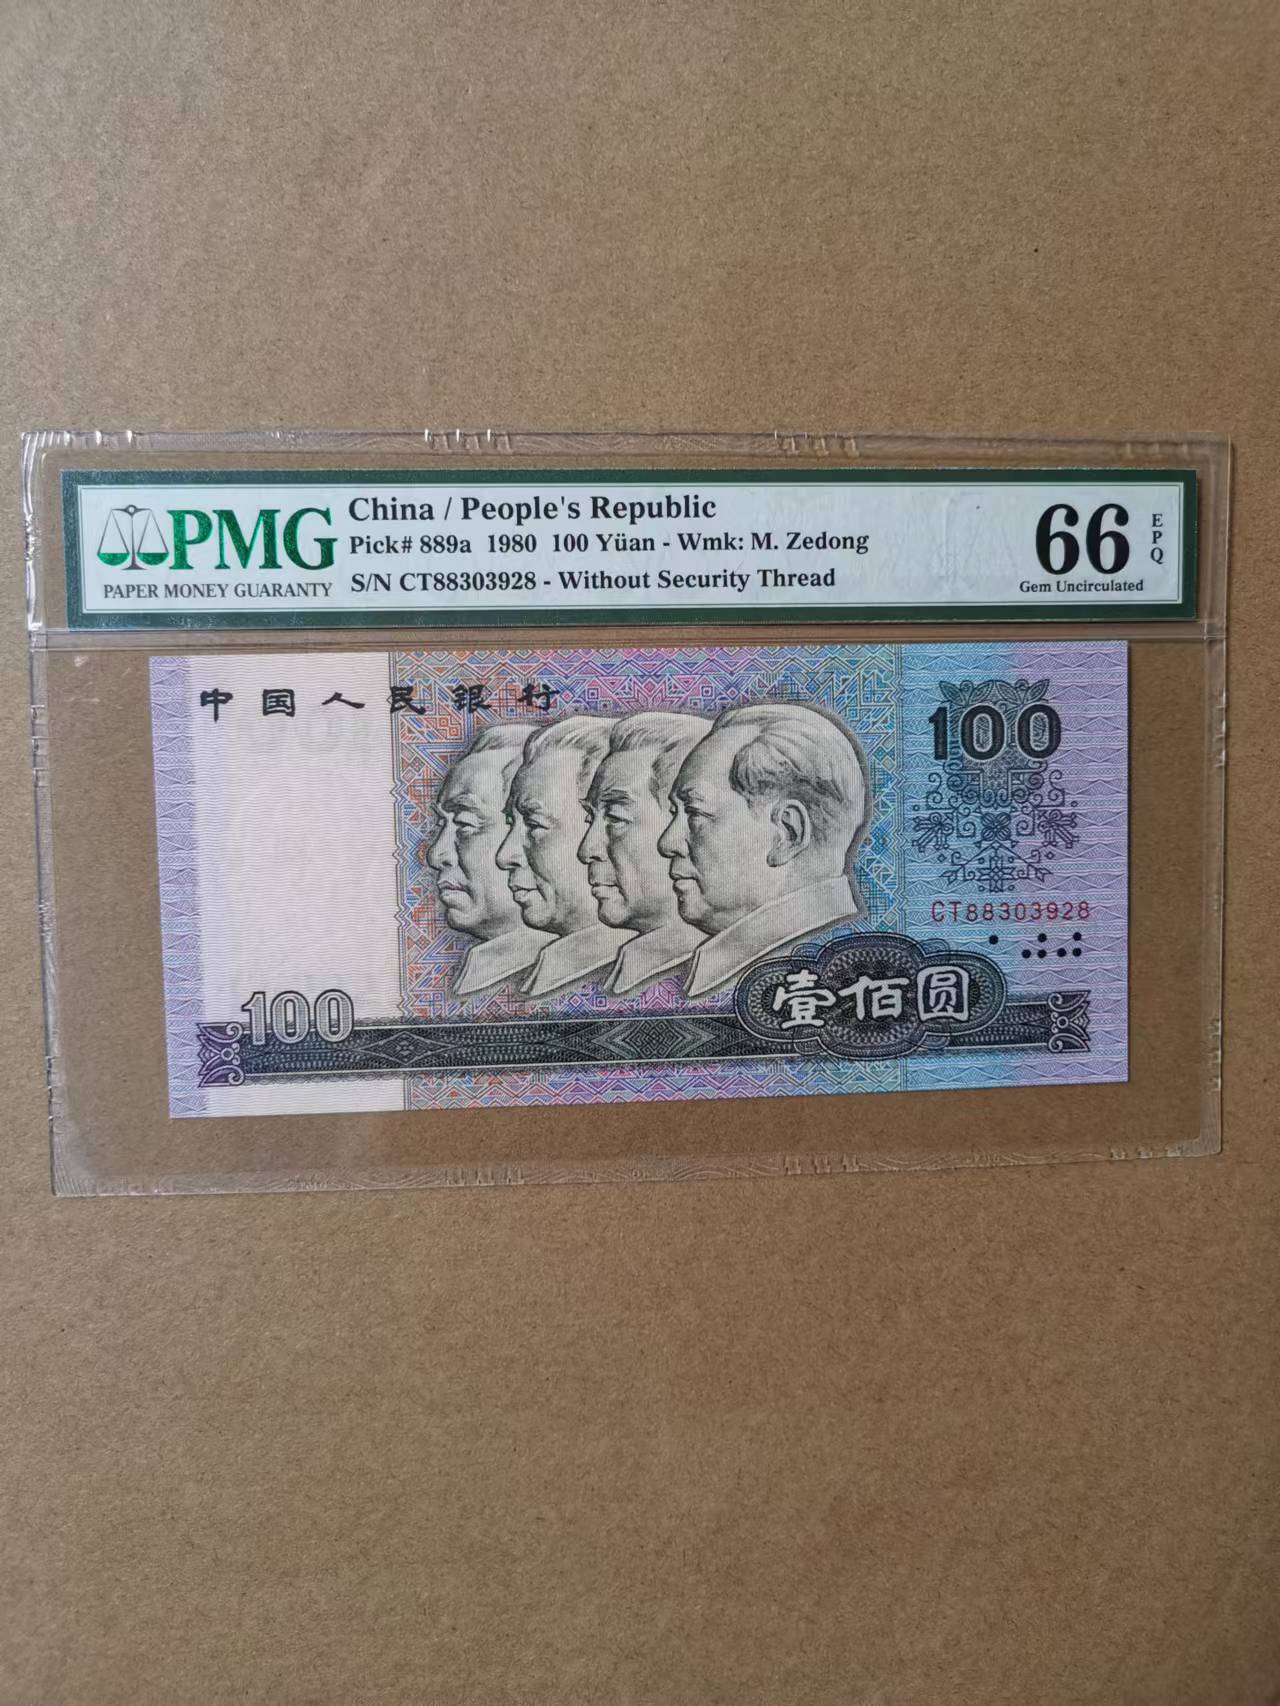 PMG
PAPER MONEY GUARANTY
China / People's Republic
Pick# 889a 1980 100 Yüan - Wmk: M. Zedong
S/N CT88303928 - Without Security Thread
66
EPQ
Gem Uncirculated
中国人民银行
100
CT88303928
100
壹佰圆